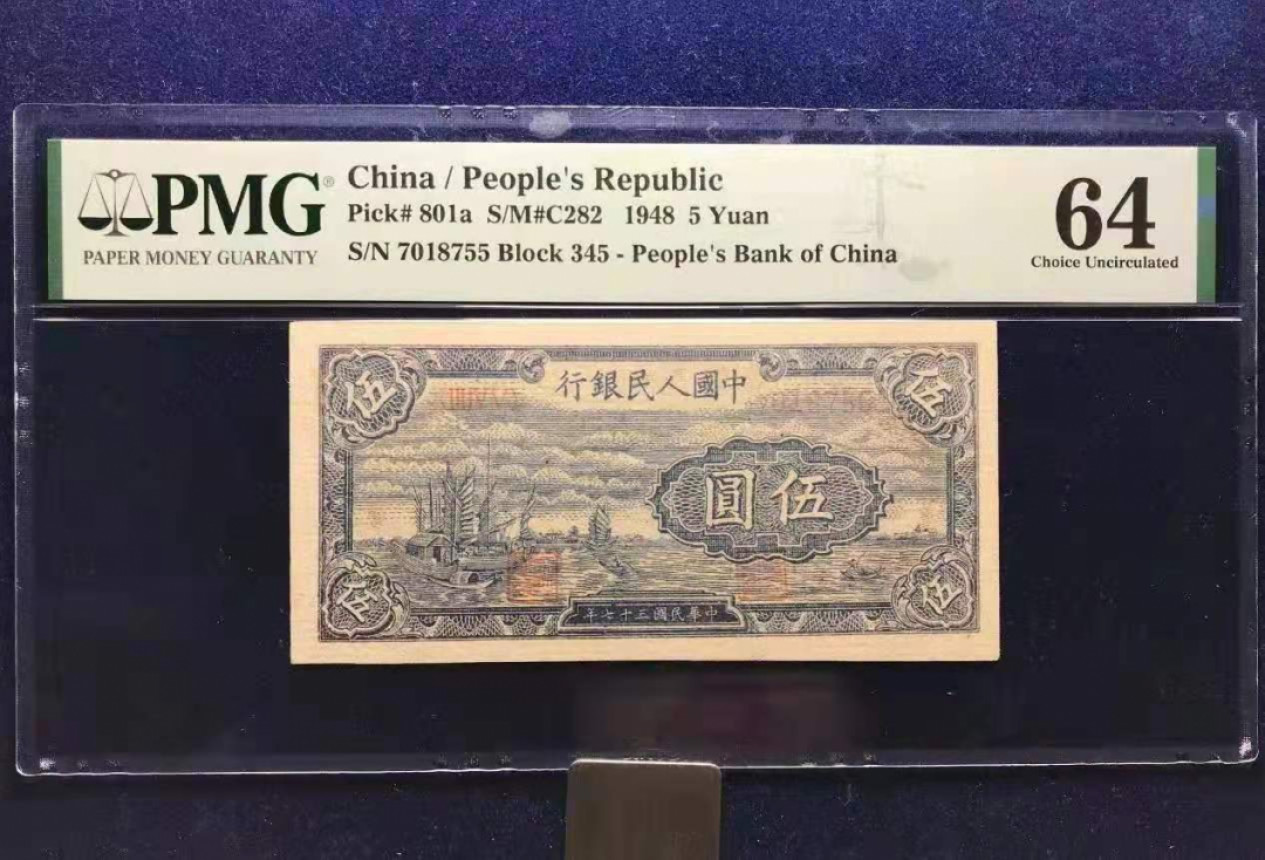 PMG®
PAPER MONEY GUARANTY
China / People's Republic
Pick# 801a S/M#C282 1948 5 Yuan
S/N 7018755 Block 345 - People's Bank of China
64
Choice Uncirculated
行銀民人國中
伍
伍
圓伍
伍
伍
年七十三國民華中